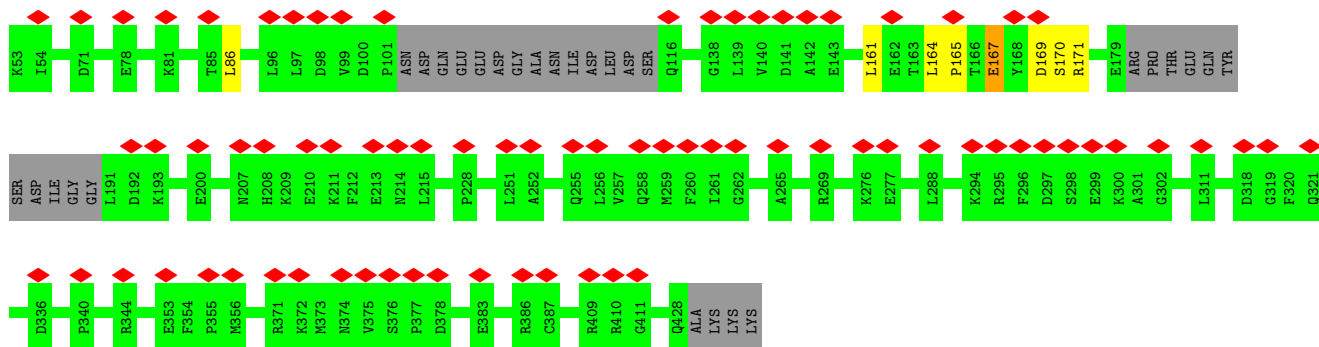 K53 I54 D71 E78 K81 T85 L86 L96 L97 D98 V99 D100 P101 ASN ASP GLN GLU GLU ASP GLY ALA ASN ILE ASP LEU ASP SER Q116 G138 L139 V140 D141 A142 E143 L161 E162 T163 L164 P165 T166 E167 Y168 D169 S170 R171 E179 ARG PRO THR GLU GLN TYR
SER ASP ILE GLY GLY L191 D192 K193 E200 N207 H208 K209 E210 K211 F212 E213 N214 L215 P228 L251 A252 Q255 L256 V257 Q258 M259 F260 I261 G262 A265 R269 K276 E277 L288 K294 R295 F296 D297 S298 E299 K300 A301 G302 L311 D318 G319 F320 Q321
D336 P340 R344 E353 F354 P355 M356 R371 K372 M373 N374 V375 S376 P377 D378 E383 R386 C387 R409 R410 G411 Q428 ALA LYS LYS LYS